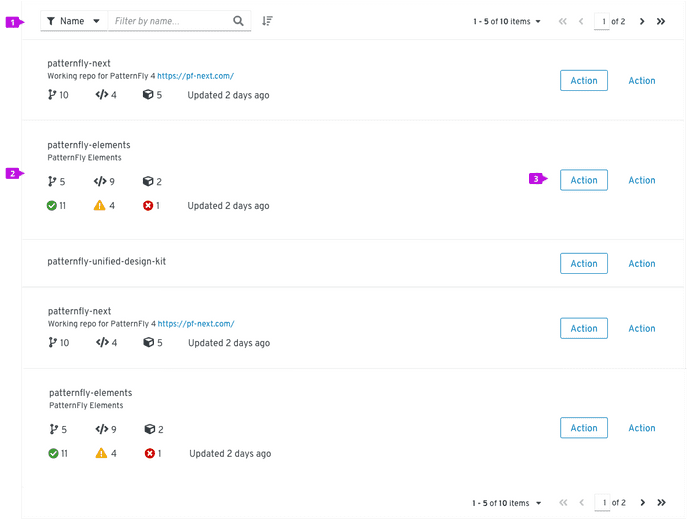 1 Name Filter by name... 1 - 5 of 10 items 1 of 2
patternfly-next
Working repo for PatternFly 4 https://pf-next.com/
Action Action
10 4 5 Updated 2 days ago
patternfly-elements
PatternFly Elements
2 5 9 2 3 Action Action
11 4 1 Updated 2 days ago
patternfly-unified-design-kit Action Action
patternfly-next
Working repo for PatternFly 4 https://pf-next.com/
Action Action
10 4 5 Updated 2 days ago
patternfly-elements
PatternFly Elements
5 9 2 Action Action
11 4 1 Updated 2 days ago
1 - 5 of 10 items 1 of 2